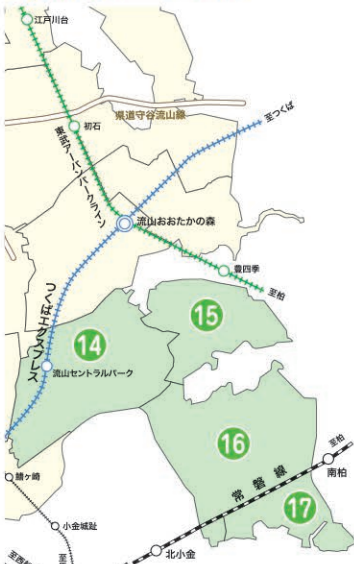 江戸川台
県道守谷流山線
至つくば
初石
東武アーバンパークライン
流山おおたかの森
豊四季
至柏
つくばエクスプレス
14
15
流山セントラルパーク
16
至柏
南柏
常磐線
17
鰭ヶ崎
小金城趾
北小金